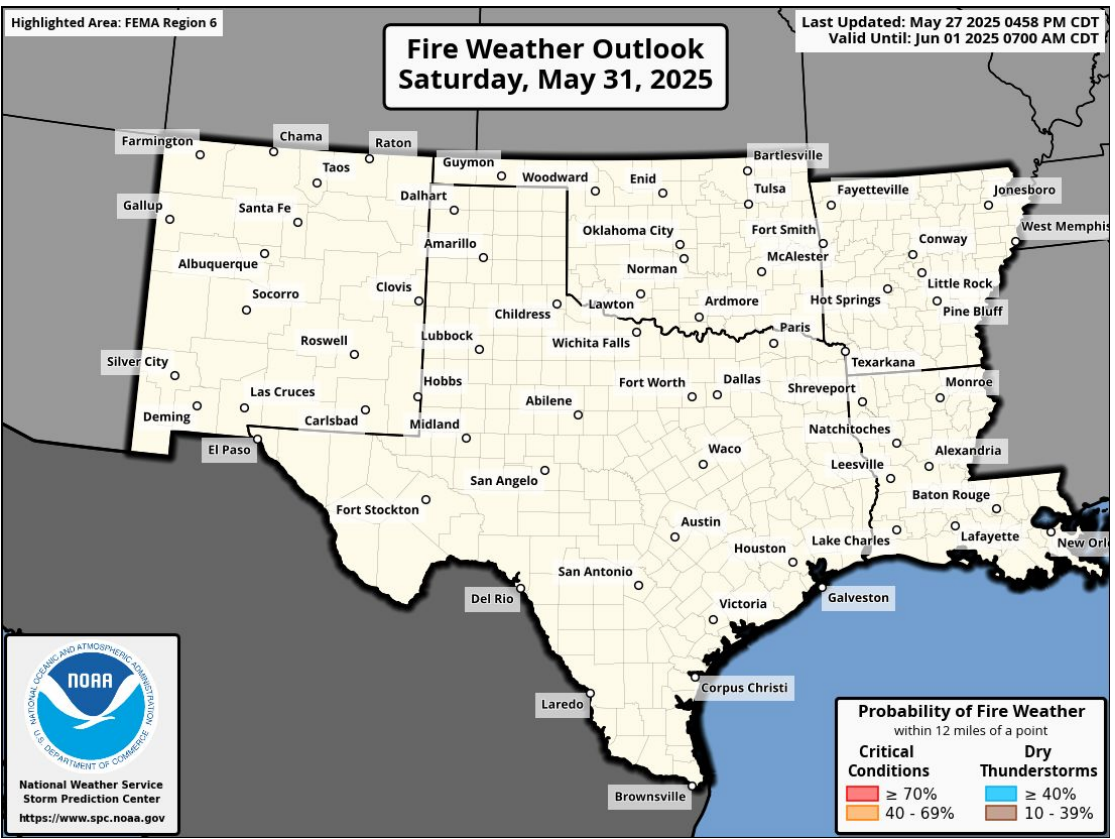 Highlighted Area: FEMA Region 6
Fire Weather Outlook
Saturday, May 31, 2025
Last Updated: May 27 2025 0458 PM CDT
Valid Until: Jun 01 2025 0700 AM CDT
Farmington
Chama
Raton
Taos
Guymon
Woodward
Enid
Bartlesville
Tulsa
Fayetteville
Jonesboro
Gallup
Santa Fe
Dalhart
Oklahoma City
Fort Smith
West Memphis
Albuquerque
Amarillo
Norman
McAlester
Conway
Socorro
Clovis
Childress
Lawton
Ardmore
Hot Springs
Little Rock
Pine Bluff
Roswell
Lubbock
Wichita Falls
Paris
Texarkana
Silver City
Las Cruces
Hobbs
Fort Worth
Dallas
Shreveport
Monroe
Deming
Carlsbad
Midland
Abilene
Natchitoches
El Paso
San Angelo
Waco
Leesville
Alexandria
Fort Stockton
Austin
Baton Rouge
Houston
Lake Charles
Lafayette
New Orl
Del Rio
San Antonio
Victoria
Galveston
Laredo
Corpus Christi
Brownsville
NATIONAL OCEANIC AND ATMOSPHERIC ADMINISTRATION
NOAA
U.S. DEPARTMENT OF COMMERCE
National Weather Service
Storm Prediction Center
https://www.spc.noaa.gov
Probability of Fire Weather
within 12 miles of a point
Critical
Conditions
≥ 70%
40 - 69%
Dry
Thunderstorms
≥ 40%
10 - 39%